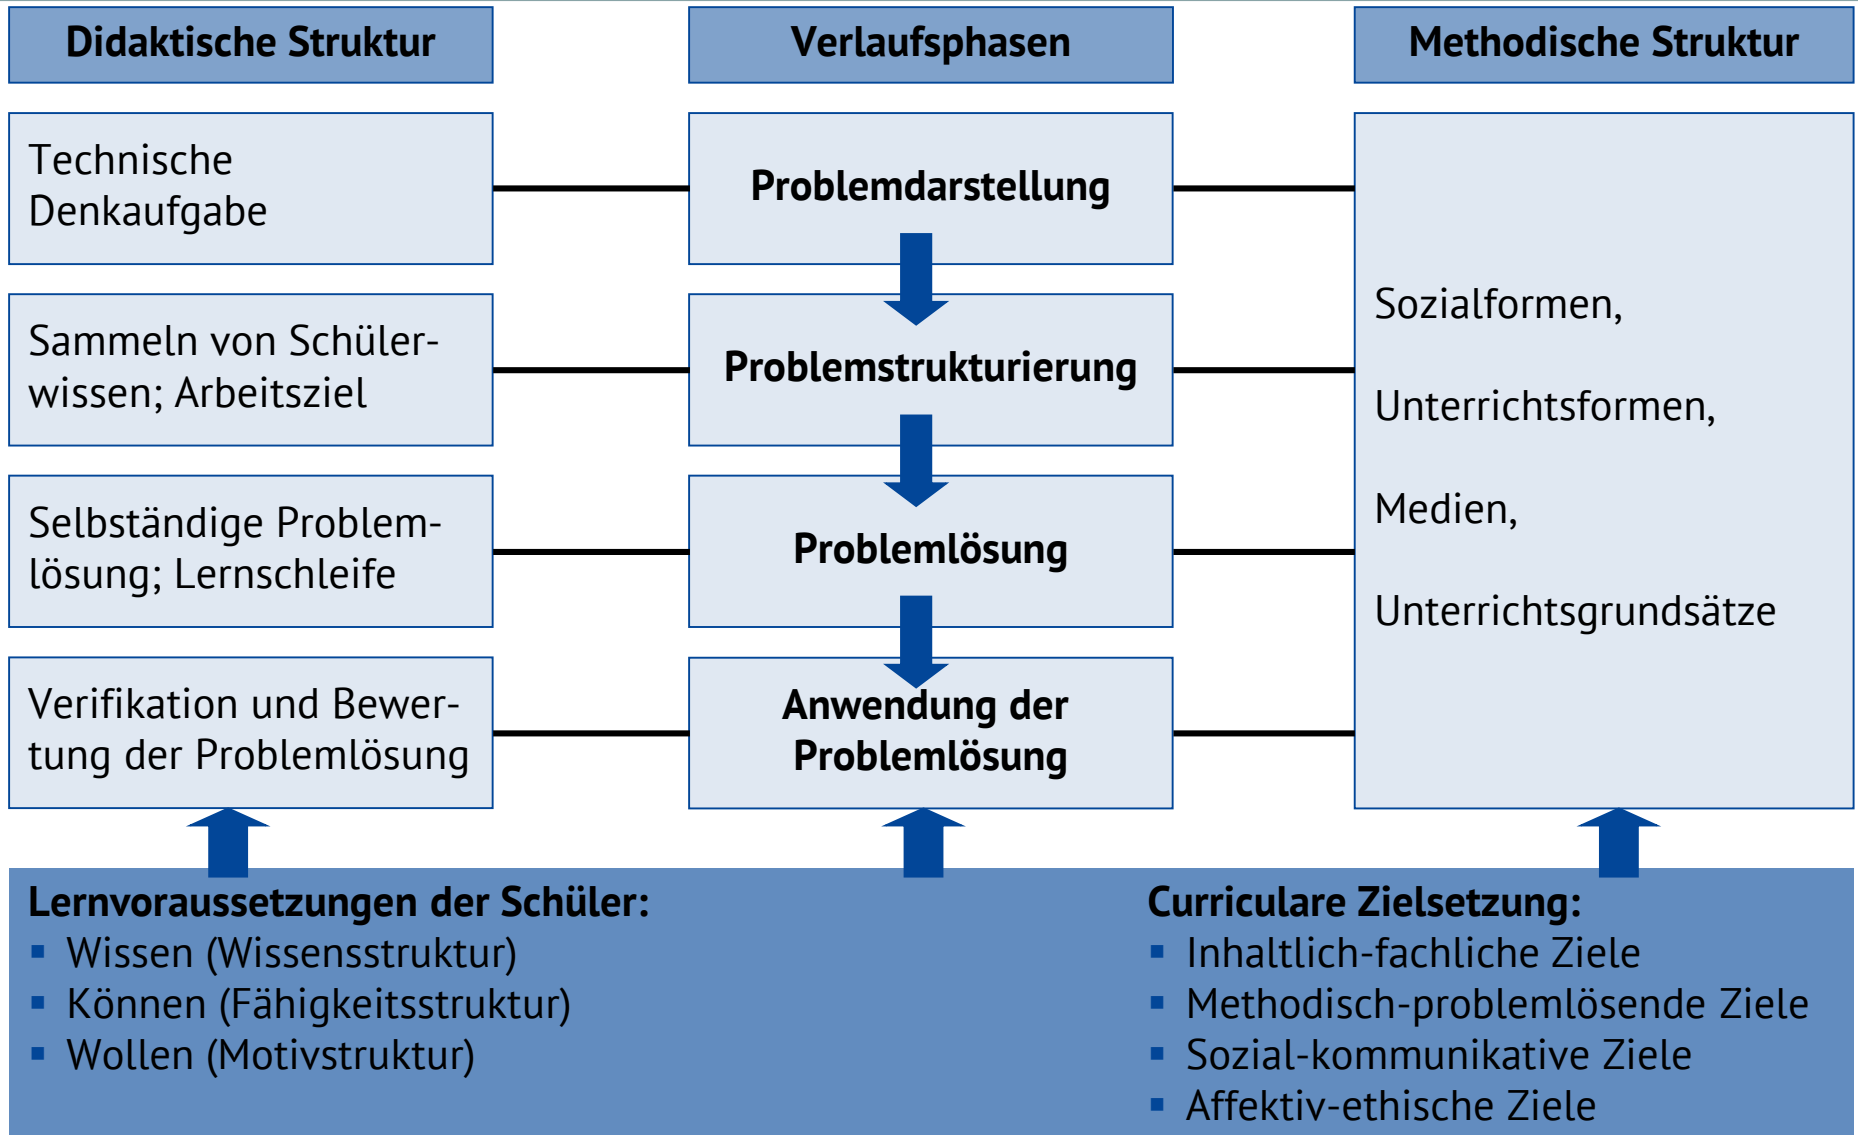 Didaktische Struktur
Verlaufsphasen
Methodische Struktur
Technische
Denkaufgabe
Problemdarstellung
Sammeln von Schüler-
wissen; Arbeitsziel
Problemstrukturierung
Selbständige Problem-
lösung; Lernschleife
Problemlösung
Verifikation und Bewer-
tung der Problemlösung
Anwendung der
Problemlösung
Sozialformen,
Unterrichtsformen,
Medien,
Unterrichtsgrundsätze
Lernvoraussetzungen der Schüler:
▪ Wissen (Wissensstruktur)
▪ Können (Fähigkeitsstruktur)
▪ Wollen (Motivstruktur)
Curriculare Zielsetzung:
▪ Inhaltlich-fachliche Ziele
▪ Methodisch-problemlösende Ziele
▪ Sozial-kommunikative Ziele
▪ Affektiv-ethische Ziele